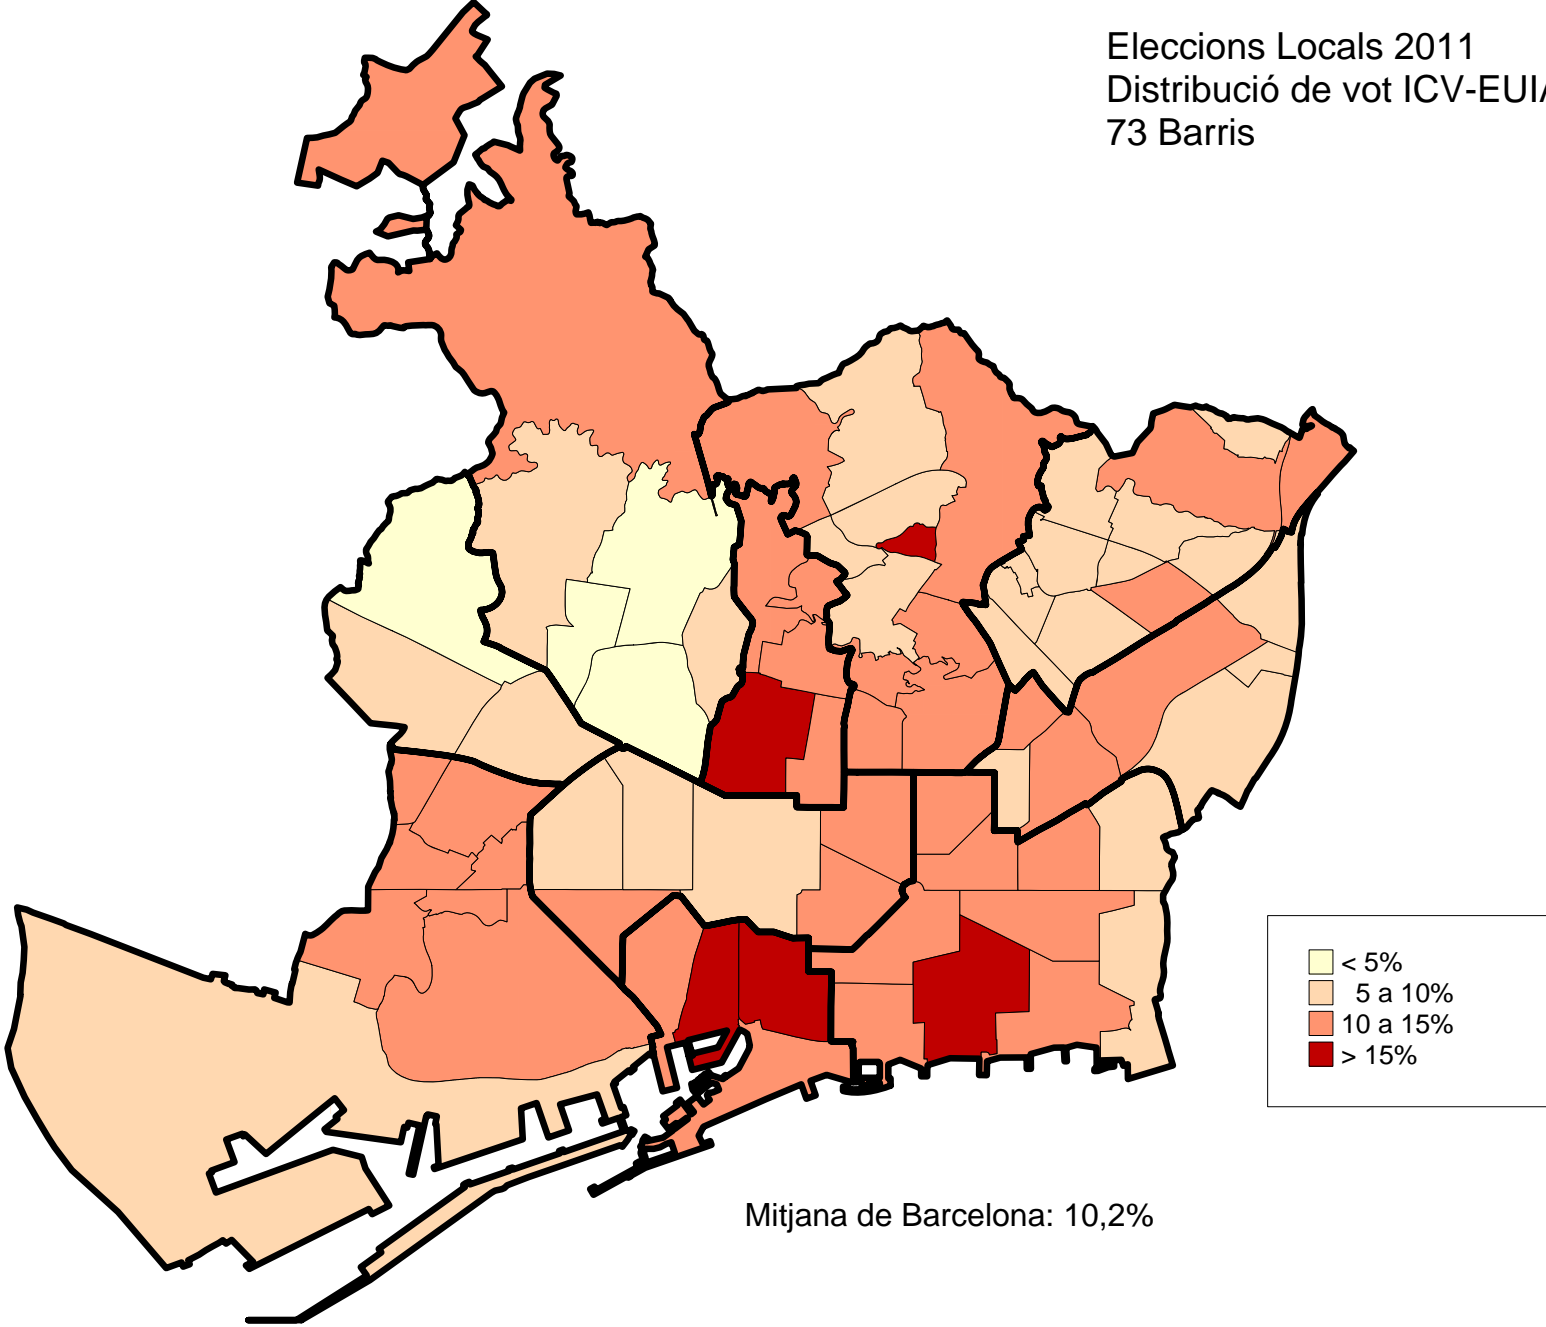 Eleccions Locals 2011
Distribució de vot ICV-EUIA
73 Barris
< 5%
5 a 10%
10 a 15%
> 15%
Mitjana de Barcelona: 10,2%